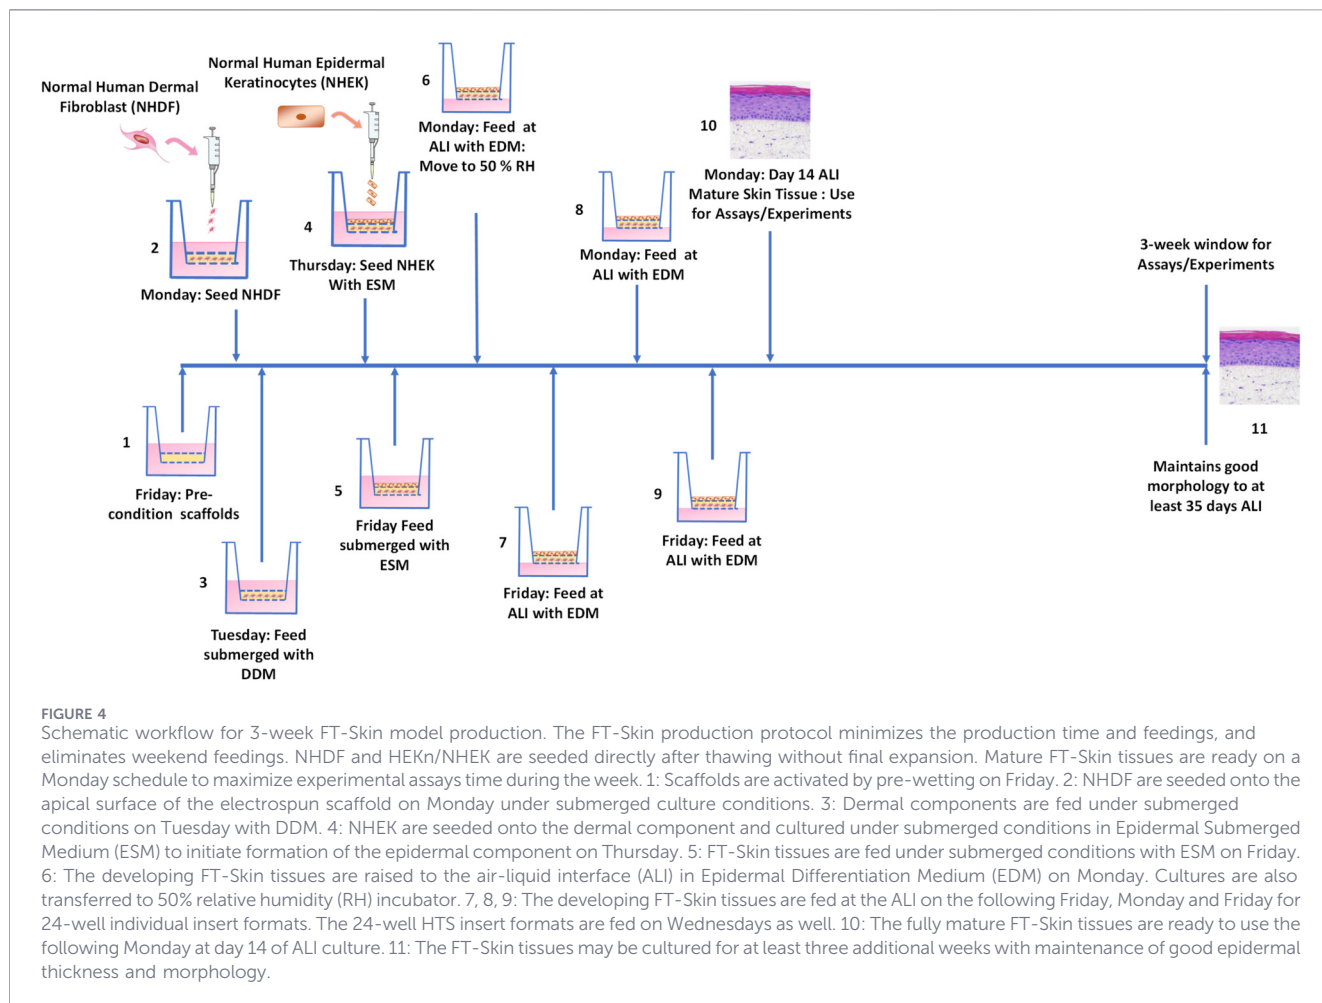 Normal Human Dermal
Fibroblast (NHDF)
2
Monday: Seed NHDF
Normal Human Epidermal
Keratinocytes (NHEK)
4
Thursday: Seed NHEK
With ESM
6
Monday: Feed at
ALI with EDM:
Move to 50 % RH
8
Monday: Feed at
ALI with EDM
10
Monday: Day 14 ALI
Mature Skin Tissue : Use
for Assays/Experiments
3-week window for
Assays/Experiments
1
Friday: Pre-
condition scaffolds
3
Tuesday: Feed
submerged with
DDM
5
Friday Feed
submerged with
ESM
7
Friday: Feed at
ALI with EDM
9
Friday: Feed at
ALI with EDM
11
Maintains good
morphology to at
least 35 days ALI
FIGURE 4
Schematic workflow for 3-week FT-Skin model production. The FT-Skin production protocol minimizes the production time and feedings, and
eliminates weekend feedings. NHDF and HEKn/NHEK are seeded directly after thawing without final expansion. Mature FT-Skin tissues are ready on a
Monday schedule to maximize experimental assays time during the week. 1: Scaffolds are activated by pre-wetting on Friday. 2: NHDF are seeded onto the
apical surface of the electrospun scaffold on Monday under submerged culture conditions. 3: Dermal components are fed under submerged
conditions on Tuesday with DDM. 4: NHEK are seeded onto the dermal component and cultured under submerged conditions in Epidermal Submerged
Medium (ESM) to initiate formation of the epidermal component on Thursday. 5: FT-Skin tissues are fed under submerged conditions with ESM on Friday.
6: The developing FT-Skin tissues are raised to the air-liquid interface (ALI) in Epidermal Differentiation Medium (EDM) on Monday. Cultures are also
transferred to 50% relative humidity (RH) incubator. 7, 8, 9: The developing FT-Skin tissues are fed at the ALI on the following Friday, Monday and Friday for
24-well individual insert formats. The 24-well HTS insert formats are fed on Wednesdays as well. 10: The fully mature FT-Skin tissues are ready to use the
following Monday at day 14 of ALI culture. 11: The FT-Skin tissues may be cultured for at least three additional weeks with maintenance of good epidermal
thickness and morphology.